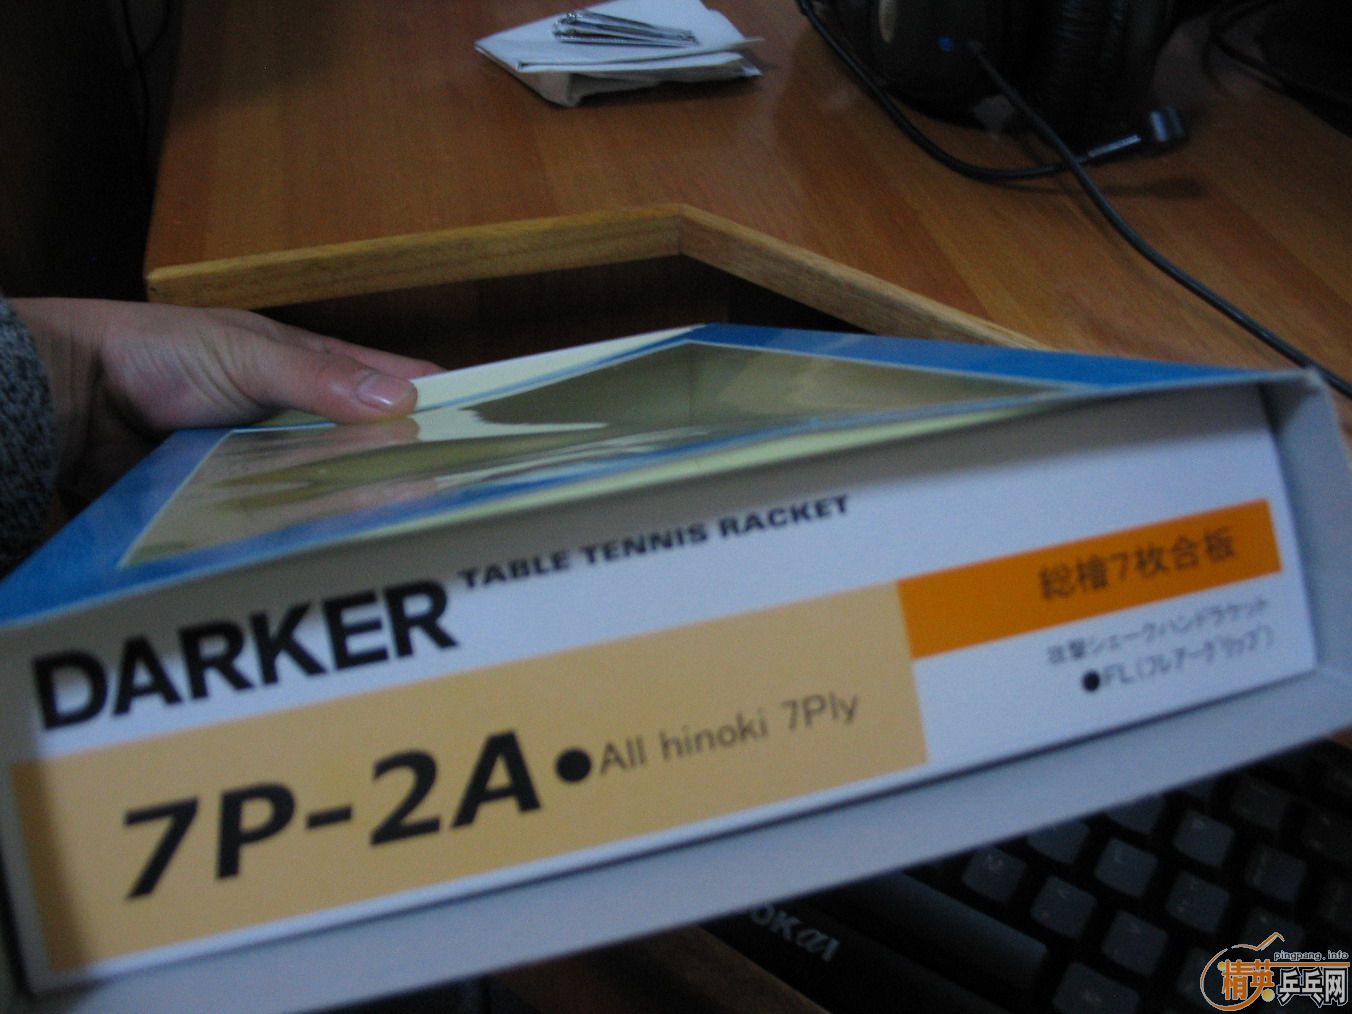 DARKER TABLE TENNIS RACKET
7P-2A●All hinoki 7Ply
総檜7枚合板
攻撃シェークハンドラケット
●FL(フレアーグリップ)
pingpang.info
精英乒乓网